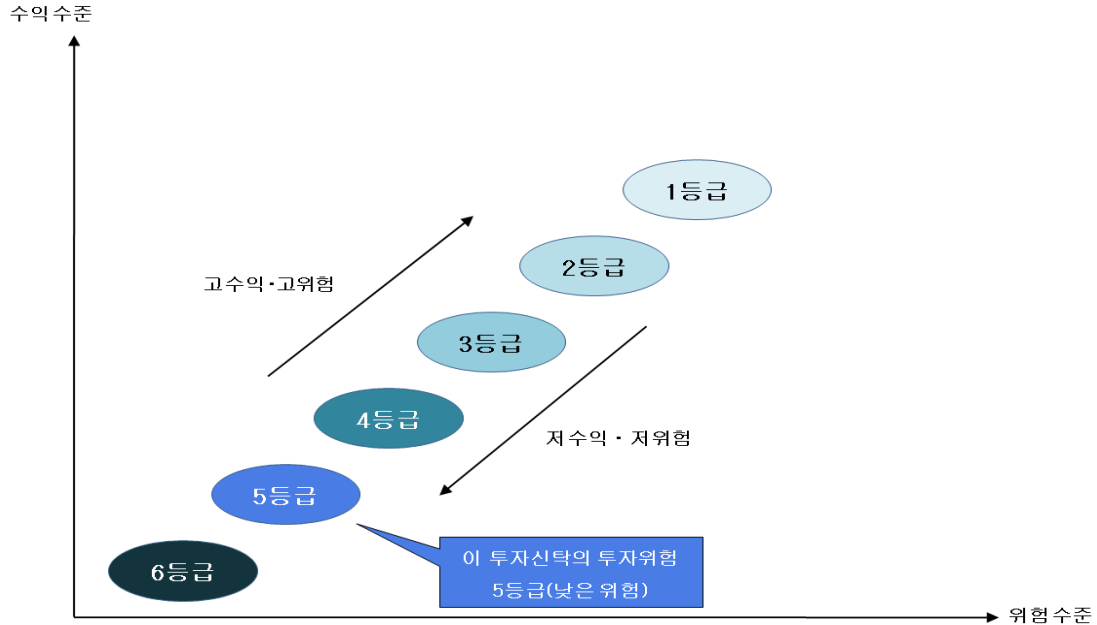 수익수준
1등급
2등급
고수익·고위험
3등급
4등급
저수익· 저위험
5등급
이 투자신탁의 투자위험
5등급(낮은 위험)
6등급
위험수준